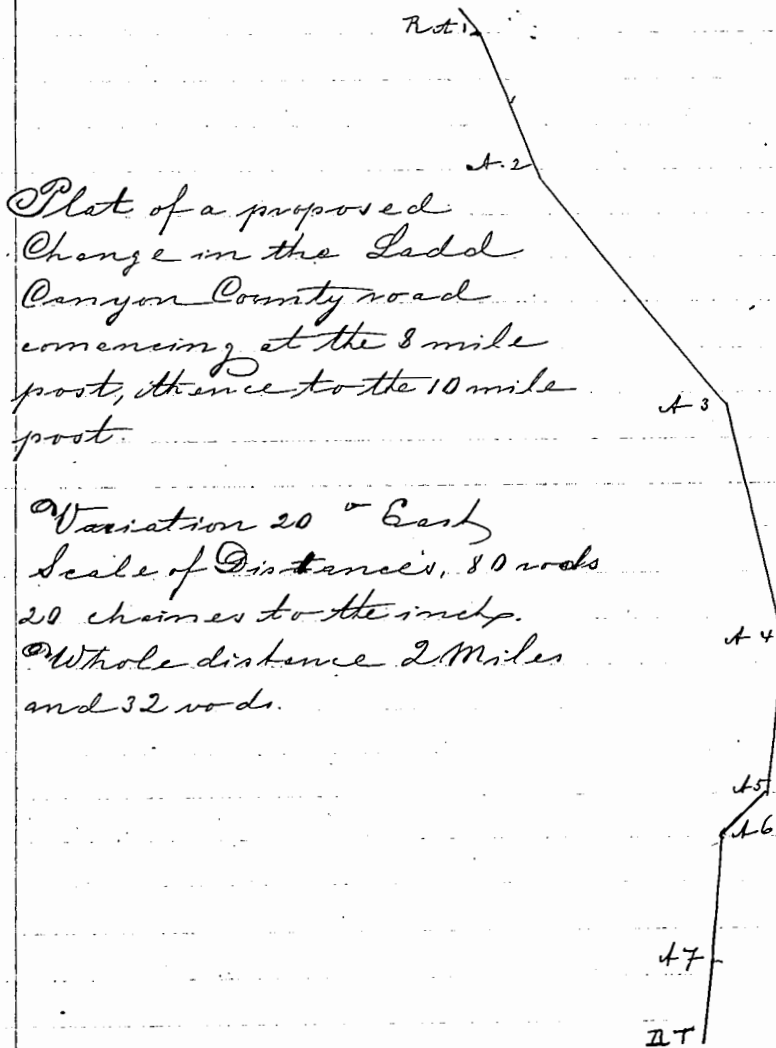 R A 1
A. 2
Plat of a proposed
Change in the Ladd
Canyon County road
comencing at the 8 mile
post, thence to the 10 mile
post.
A 3
Variation 20 ° East
Scale of Distances, 80 rods
20 chaines to the inch.
A 4
Whole distance 2 Miles
and 32 rods.
A 5
A 6
A 7